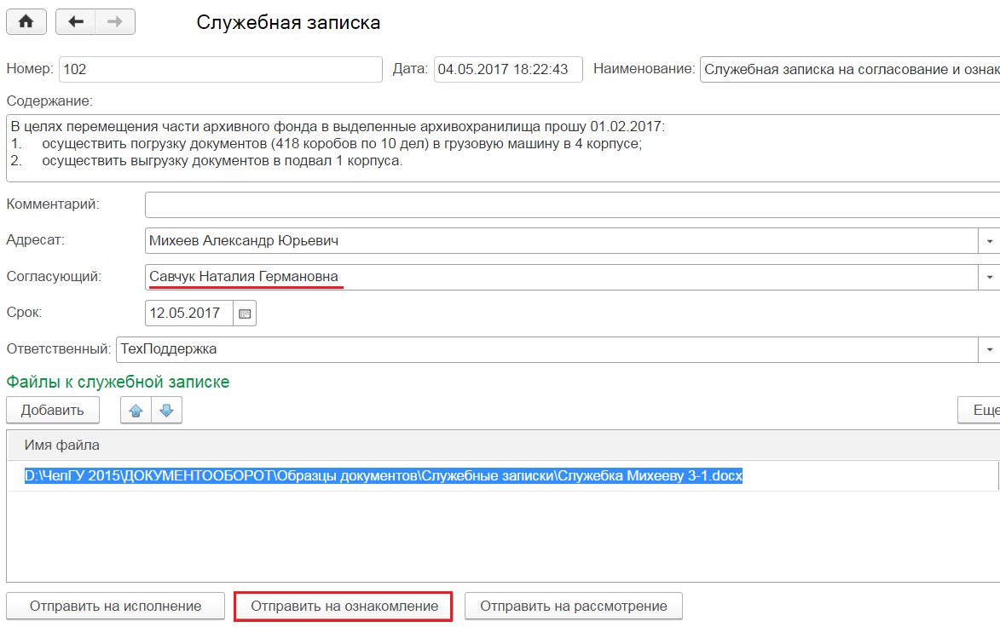 Служебная записка
Номер: 102 Дата: 04.05.2017 18:22:43 Наименование: Служебная записка на согласование и ознак
Содержание:
В целях перемещения части архивного фонда в выделенные архивохранилища прошу 01.02.2017:
1. осуществить погрузку документов (418 коробов по 10 дел) в грузовую машину в 4 корпусе;
2. осуществить выгрузку документов в подвал 1 корпуса.
Комментарий:
Адресат: Михеев Александр Юрьевич
Согласующий: Савчук Наталия Германовна
Срок: 12.05.2017
Ответственный: ТехПоддержка
Файлы к служебной записке
Добавить Еще
Имя файла
D:\ЧелГУ 2015\ДОКУМЕНТООБОРОТ\Образцы документов\Служебные записки\Служебка Михееву 3-1.docx
Отправить на исполнение Отправить на ознакомление Отправить на рассмотрение